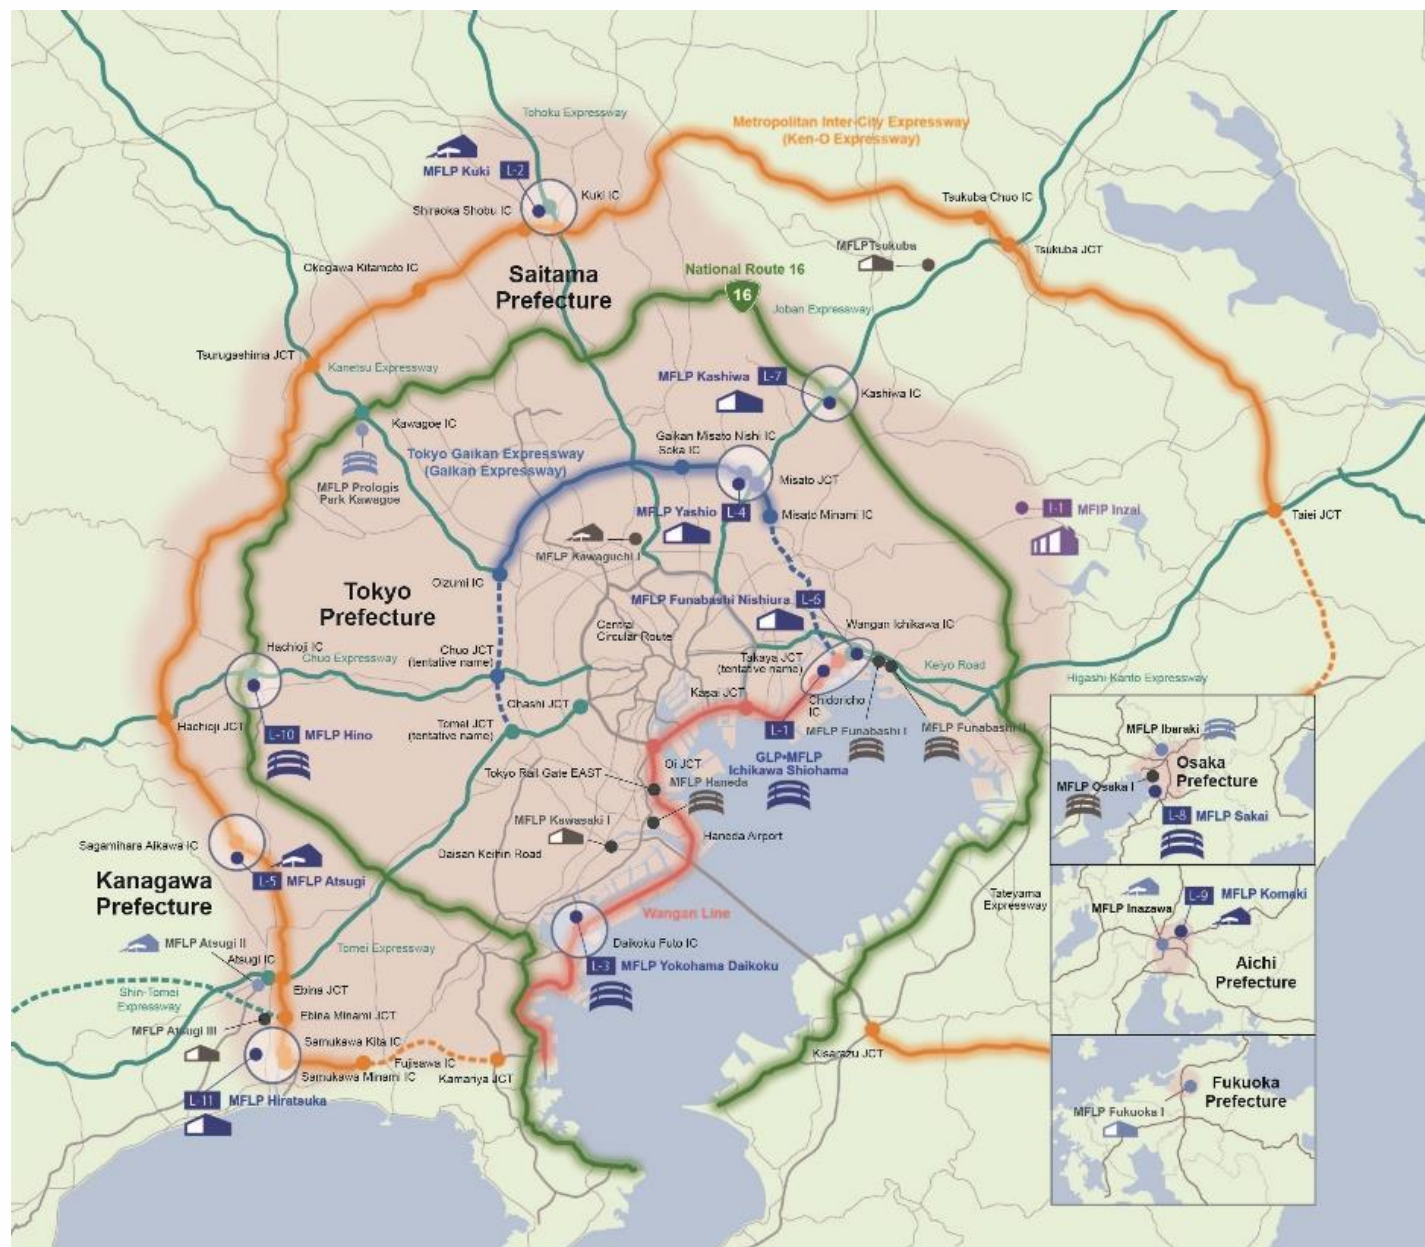 Tohoku Expressway
Metropolitan Inter-City Expressway
(Ken-O Expressway)
MFLP Kuki
L-2
Kuki IC
Shiraoka Shobu IC
Tsukuba Chuo IC
MFLPTsukuba
Tsukuba JCT
Okegawa Kitamoto IC
Saitama
Prefecture
National Route 16
16
Joban Expressway
Tsurugashima JCT
Kanetsu Expressway
MFLP Kashiwa
L-7
Kashiwa IC
Kawagoe IC
Gaikan Misato Nishi IC
Soka IC
Tokyo Gaikan Expressway
(Gaikan Expressway)
Misato JCT
MFLP Prologis
Park Kawagoe
MFLP Yashio
L-4
Misato Minami IC
I-1
MFIP Inzai
Taiei JCT
MFLP Kawaguchi I
Oizumi IC
Tokyo
Prefecture
MFLP Funabashi Nishiura
L-6
Central
Circular Route
Wangan Ichikawa IC
Hachioji IC
Chuo Expressway
Chuo JCT
(tentative name)
Takaya JCT
(tentative name)
Keiyo Road
Higashi-Kanto Expressway
Kasai JCT
Ohashi JCT
Chidoricho
IC
Hachioji JCT
L-10
MFLP Hino
Tomei JCT
(tentative name)
L-1
MFLP Funabashi I
MFLP Funabashi II
GLP•MFLP
Ichikawa Shiohama
Oi JCT
Tokyo Rail Gate EAST
MFLP Haneda
MFLP Kawasaki I
Haneda Airport
Daisan Keihin Road
Sagamihara Aikawa IC
L-5
MFLP Atsugi
Kanagawa
Prefecture
Tateyama
Expressway
Wangan Line
MFLP Atsugi II
Tomei Expressway
Daikoku Futo IC
Atsugi IC
L-3
MFLP Yokohama Daikoku
Shin-Tomei
Expressway
Ebina JCT
Ebina Minami JCT
MFLP Atsugi III
Samukawa Kita IC
Fujisawa IC
Samukawa Minami IC
Kamariya JCT
Kisarazu JCT
L-11
MFLP Hiratsuka
MFLP Ibaraki
Osaka
Prefecture
MFLP Osaka I
L-8
MFLP Sakai
L-9
MFLP Komaki
MFLP Inazawa
Aichi
Prefecture
Fukuoka
Prefecture
MFLP Fukuoka I